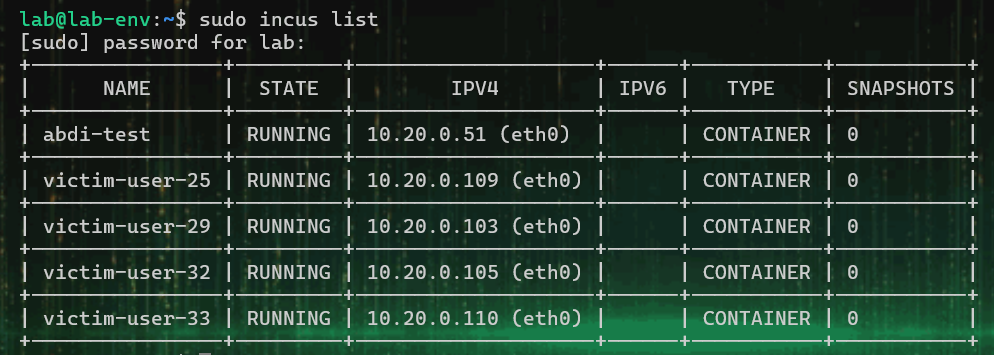 lab@lab-env:~$ sudo incus list
[sudo] password for lab:
+----------------+---------+--------------------+------+-----------+-----------+
| NAME | STATE | IPV4 | IPV6 | TYPE | SNAPSHOTS |
+----------------+---------+--------------------+------+-----------+-----------+
| abdi-test | RUNNING | 10.20.0.51 (eth0) | | CONTAINER | 0 |
+----------------+---------+--------------------+------+-----------+-----------+
| victim-user-25 | RUNNING | 10.20.0.109 (eth0) | | CONTAINER | 0 |
+----------------+---------+--------------------+------+-----------+-----------+
| victim-user-29 | RUNNING | 10.20.0.103 (eth0) | | CONTAINER | 0 |
+----------------+---------+--------------------+------+-----------+-----------+
| victim-user-32 | RUNNING | 10.20.0.105 (eth0) | | CONTAINER | 0 |
+----------------+---------+--------------------+------+-----------+-----------+
| victim-user-33 | RUNNING | 10.20.0.110 (eth0) | | CONTAINER | 0 |
+----------------+---------+--------------------+------+-----------+-----------+